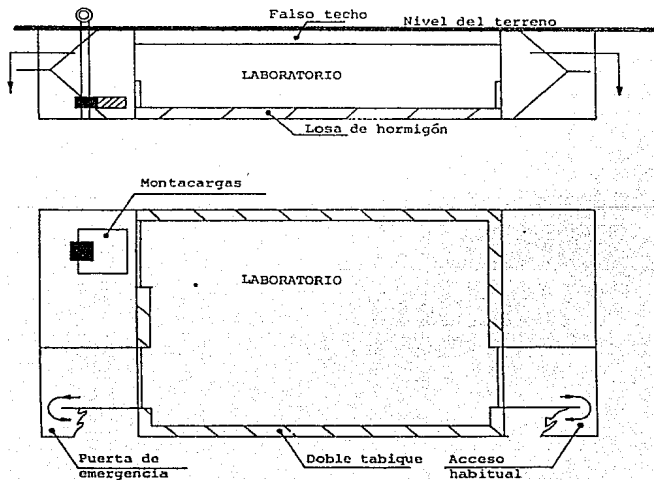 Falso techo
Nivel del terreno
LABORATORIO
Losa de hormigón
Montacargas
LABORATORIO
Puerta de
emergencia
Doble tabique
Acceso
habitual